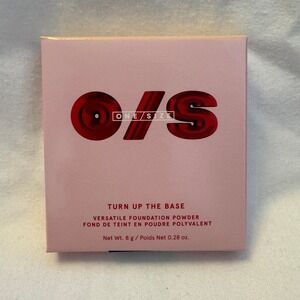 O/S
ONE/SIZE
TURN UP THE BASE
VERSATILE FOUNDATION POWDER
FOND DE TEINT EN POUDRE POLYVALENT
Net Wt. 8 g / Poids Net 0.28 oz.